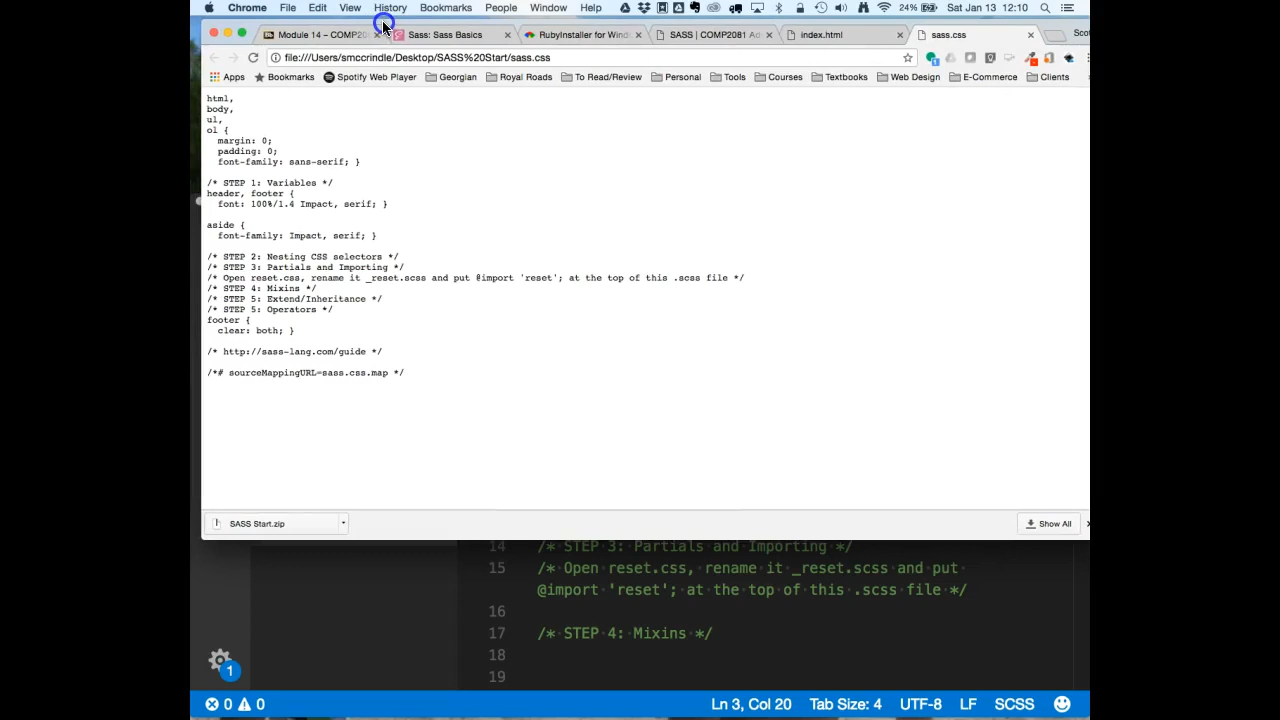 Chrome File Edit View History Bookmarks People Window Help 24% Sat Jan 13 12:10
Module 14 – COMP20 Sass: Sass Basics RubyInstaller for Wind SASS | COMP2081 Ad index.html sass.css Scot
file:///Users/smccrindle/Desktop/SASS%20Start/sass.css
Apps Bookmarks Spotify Web Player Georgian Royal Roads To Read/Review Personal Tools Courses Textbooks Web Design E-Commerce Clients
html,
body,
ul,
ol {
margin: 0;
padding: 0;
font-family: sans-serif; }
/* STEP 1: Variables */
header, footer {
font: 100%/1.4 Impact, serif; }
aside {
font-family: Impact, serif; }
/* STEP 2: Nesting CSS selectors */
/* STEP 3: Partials and Importing */
/* Open reset.css, rename it _reset.scss and put @import 'reset'; at the top of this .scss file */
/* STEP 4: Mixins */
/* STEP 5: Extend/Inheritance */
/* STEP 5: Operators */
footer {
clear: both; }
/* http://sass-lang.com/guide */
/*# sourceMappingURL=sass.css.map */
SASS Start.zip Show All
14 /* STEP 3: Partials and Importing */
15 /* Open reset.css, rename it _reset.scss and put
@import 'reset'; at the top of this .scss file */
16
17 /* STEP 4: Mixins */
18
19
1
0 0 Ln 3, Col 20 Tab Size: 4 UTF-8 LF SCSS